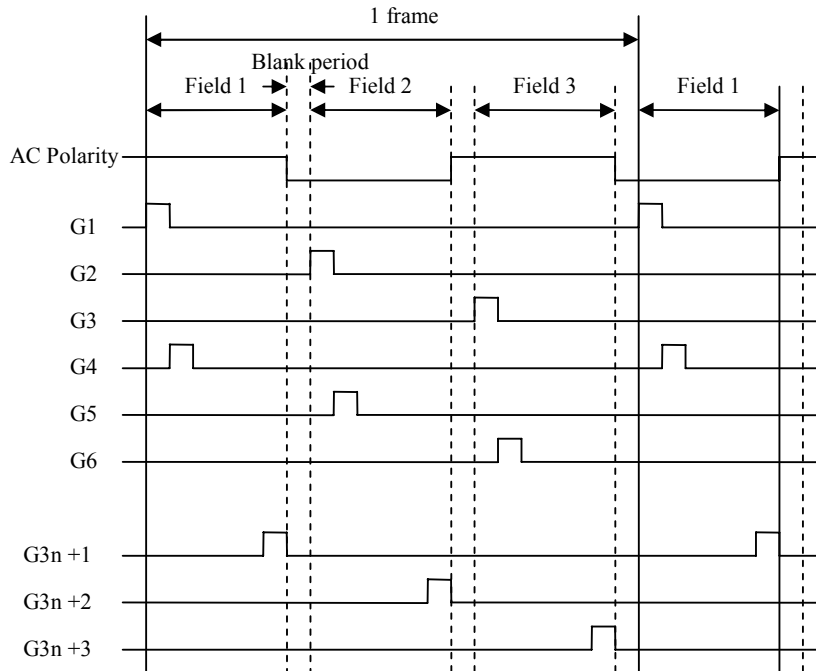 1 frame
Blank period
Field 1 Field 2 Field 3 Field 1
AC Polarity
G1
G2
G3
G4
G5
G6
G3n +1
G3n +2
G3n +3